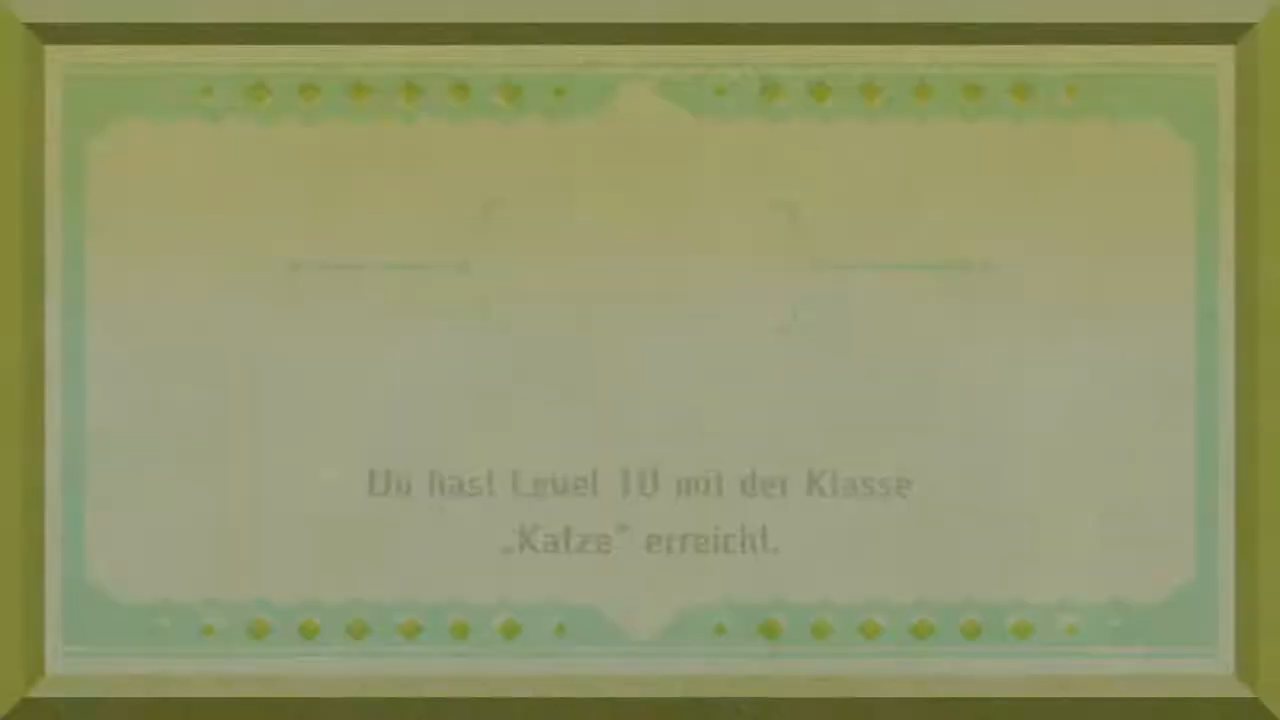 Du hast Level 10 mit der Klasse
„Katze“ erreicht.